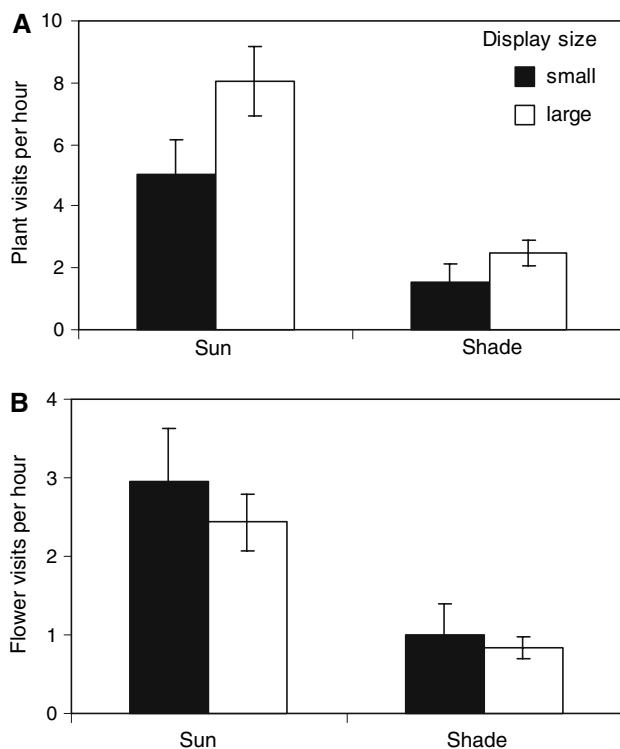 A
Plant visits per hour
10
8
6
4
2
0
Display size
small
large
Sun Shade
B
Flower visits per hour
4
3
2
1
0
Sun Shade